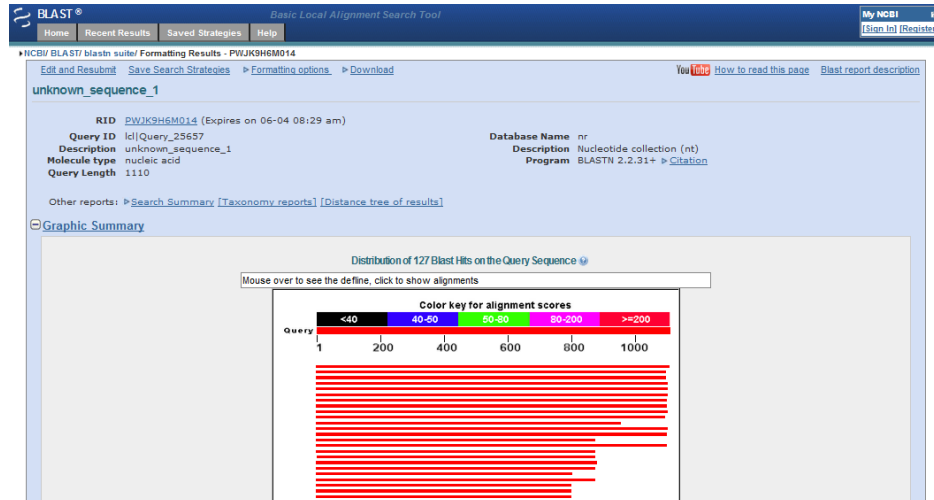 BLAST ® Basic Local Alignment Search Tool My NCBI
Home Recent Results Saved Strategies Help [Sign In] [Register
NCBI/ BLAST/ blastn suite/ Formatting Results - PWJK9H6M014
Edit and Resubmit Save Search Strategies Formatting options Download You Tube How to read this page Blast report description
unknown_sequence_1
RID PWJK9H6M014 (Expires on 06-04 08:29 am)
Query ID lcl|Query_25657 Database Name nr
Description unknown_sequence_1 Description Nucleotide collection (nt)
Molecule type nucleic acid Program BLASTN 2.2.31+ Citation
Query Length 1110
Other reports: Search Summary [Taxonomy reports] [Distance tree of results]
Graphic Summary
Distribution of 127 Blast Hits on the Query Sequence
Mouse over to see the define, click to show alignments
Color key for alignment scores
<40 40-50 50-80 80-200 >=200
Query
1 200 400 600 800 1000